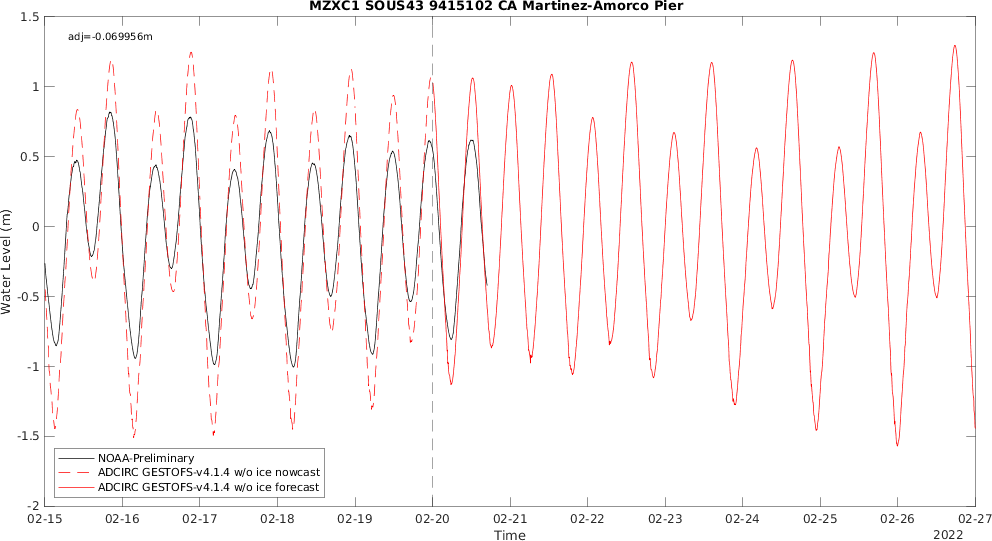 MZXC1 SOUS43 9415102 CA Martinez-Amorco Pier
adj=-0.069956m
1.5
1
0.5
0
-0.5
-1
-1.5
-2
Water Level (m)
NOAA-Preliminary
ADCIRC GESTOFS-v4.1.4 w/o ice nowcast
ADCIRC GESTOFS-v4.1.4 w/o ice forecast
02-15 02-16 02-17 02-18 02-19 02-20 02-21 02-22 02-23 02-24 02-25 02-26 02-27
Time
2022